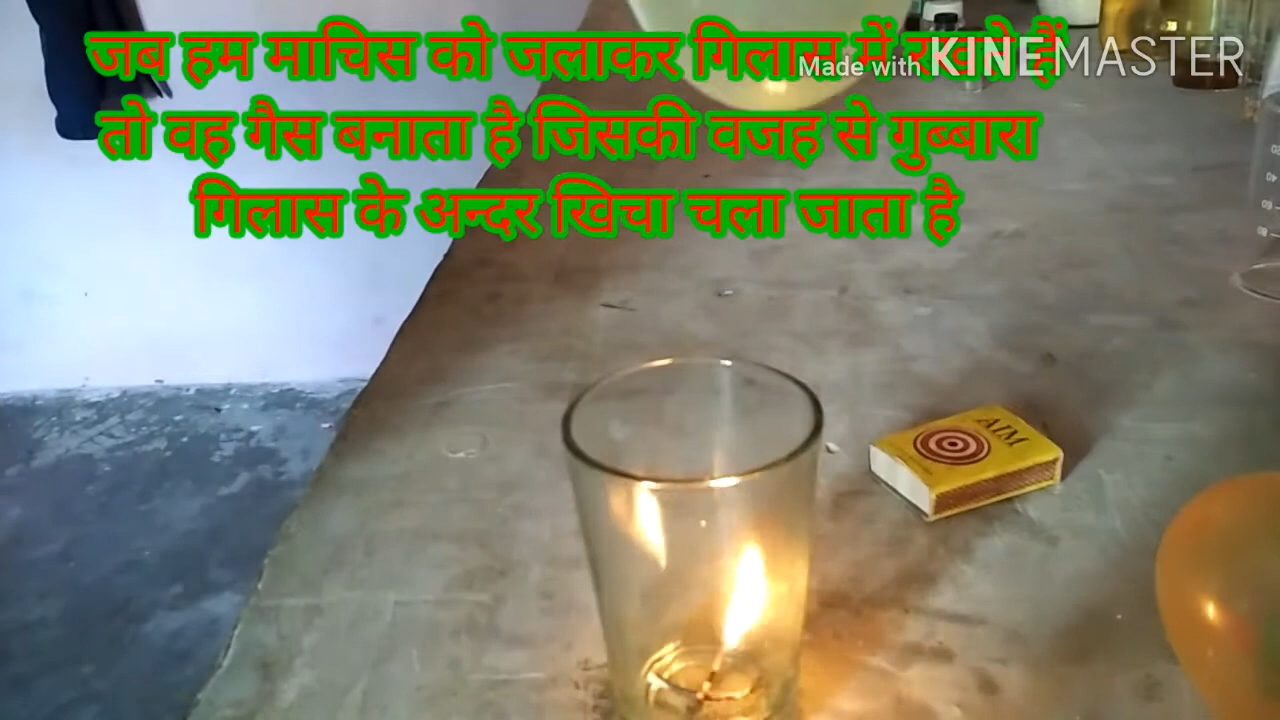 जब हम माचिस को जलाकर गिलास में रखते हैं
Made with KINEMASTER
तो वह गैस बनाता है जिसकी वजह से गुब्बारा
गिलास के अन्दर खिचा चला जाता है
AIM